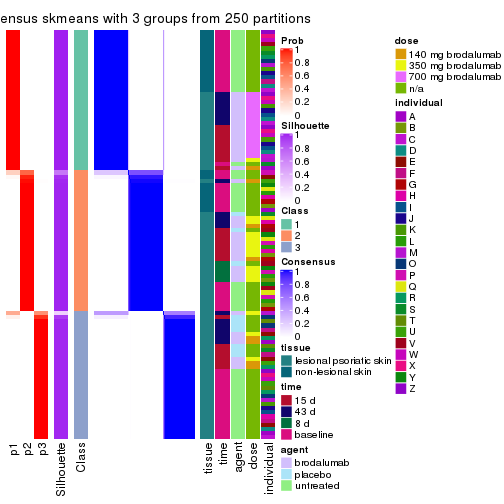 ensus skmeans with 3 groups from 250 partitions
p1
p2
p3
Silhouette
Class
tissue
time
agent
dose
individual
Prob
1
0.8
0.6
0.4
0.2
0
Silhouette
1
0.8
0.6
0.4
0.2
0
Class
1
2
3
Consensus
1
0.8
0.6
0.4
0.2
0
tissue
lesional psoriatic skin
non-lesional skin
time
15 d
43 d
8 d
baseline
agent
brodalumab
placebo
untreated
dose
140 mg brodalumab
350 mg brodalumab
700 mg brodalumab
n/a
individual
A
B
C
D
E
F
G
H
I
J
K
L
M
O
P
Q
R
S
T
U
V
W
X
Y
Z